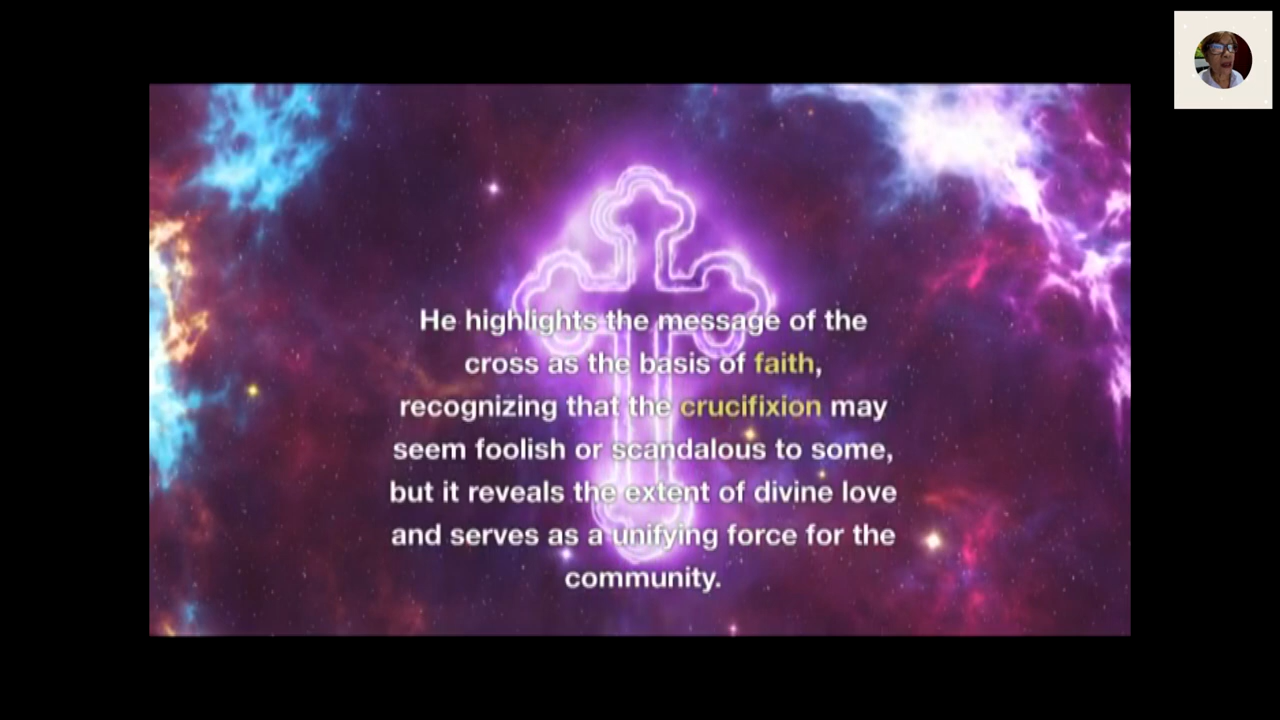 He highlights the message of the
cross as the basis of faith,
recognizing that the crucifixion may
seem foolish or scandalous to some,
but it reveals the extent of divine love
and serves as a unifying force for the
community.